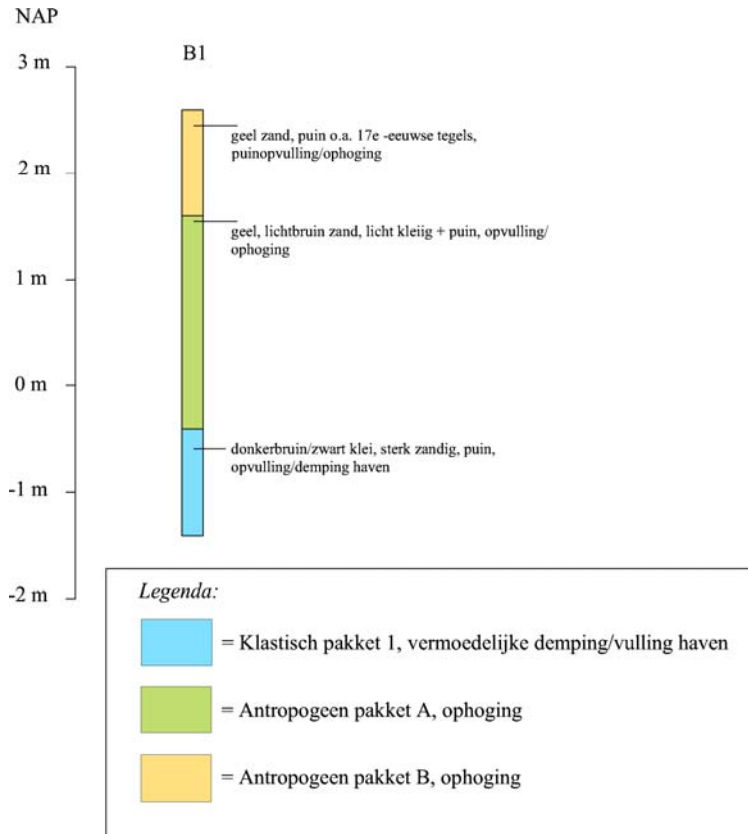 NAP
3 m
B1
geel zand, puin o.a. 17e -eeuwse tegels,
puinopvulling/ophoging
2 m
geel, lichtbruin zand, licht kleiig + puin, opvulling/
ophoging
1 m
0 m
donkerbruin/zwart klei, sterk zandig, puin,
opvulling/demping haven
-1 m
-2 m
Legenda:
= Klastisch pakket 1, vermoedelijke demping/vulling haven
= Antropogeen pakket A, ophoging
= Antropogeen pakket B, ophoging